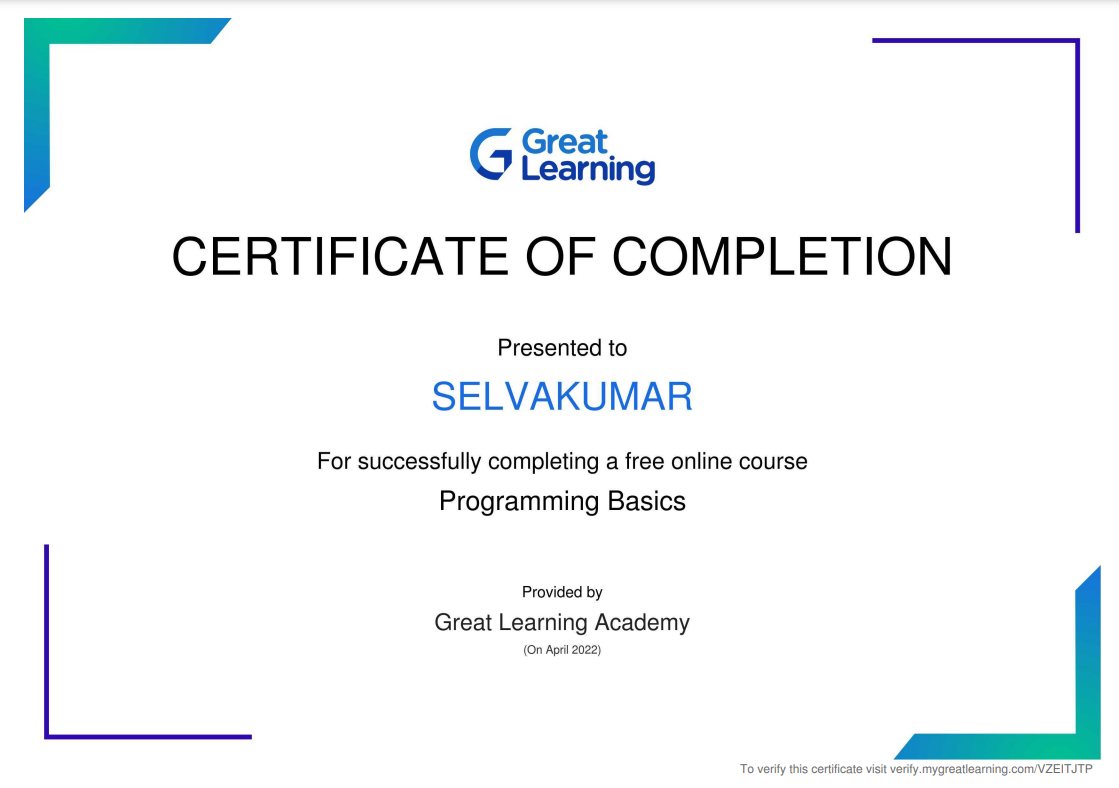 Great
Learning
CERTIFICATE OF COMPLETION
Presented to
SELVAKUMAR
For successfully completing a free online course
Programming Basics
Provided by
Great Learning Academy
(On April 2022)
To verify this certificate visit verify.mygreatlearning.com/VZEITJTP